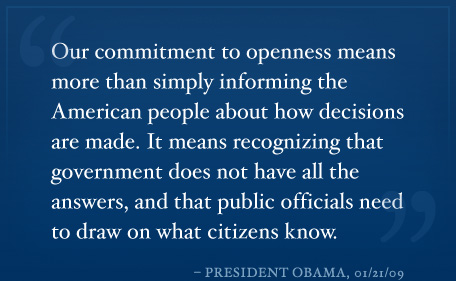 Our commitment to openness means
more than simply informing the
American people about how decisions
are made. It means recognizing that
government does not have all the
answers, and that public officials need
to draw on what citizens know.
– PRESIDENT OBAMA, 01/21/09